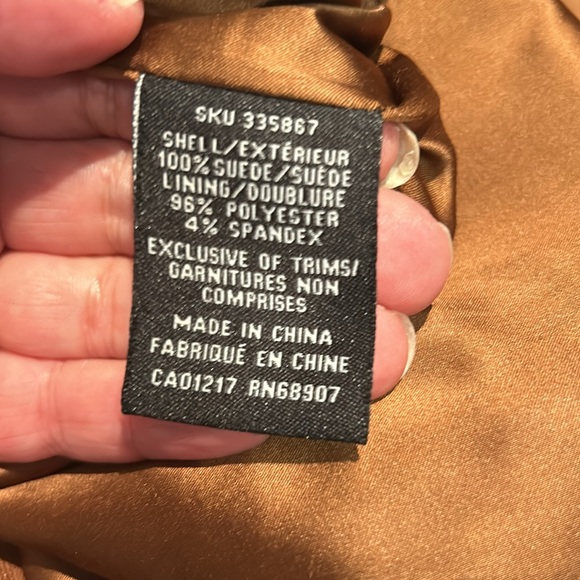 SKU 335867
SHELL/EXTÉRIEUR
100% SUEDE/SUÈDE
LINING/DOUBLURE
96% POLYESTER
4% SPANDEX
EXCLUSIVE OF TRIMS/
GARNITURES NON
COMPRISES
MADE IN CHINA
FABRIQUÉ EN CHINE
CA01217 RN68907